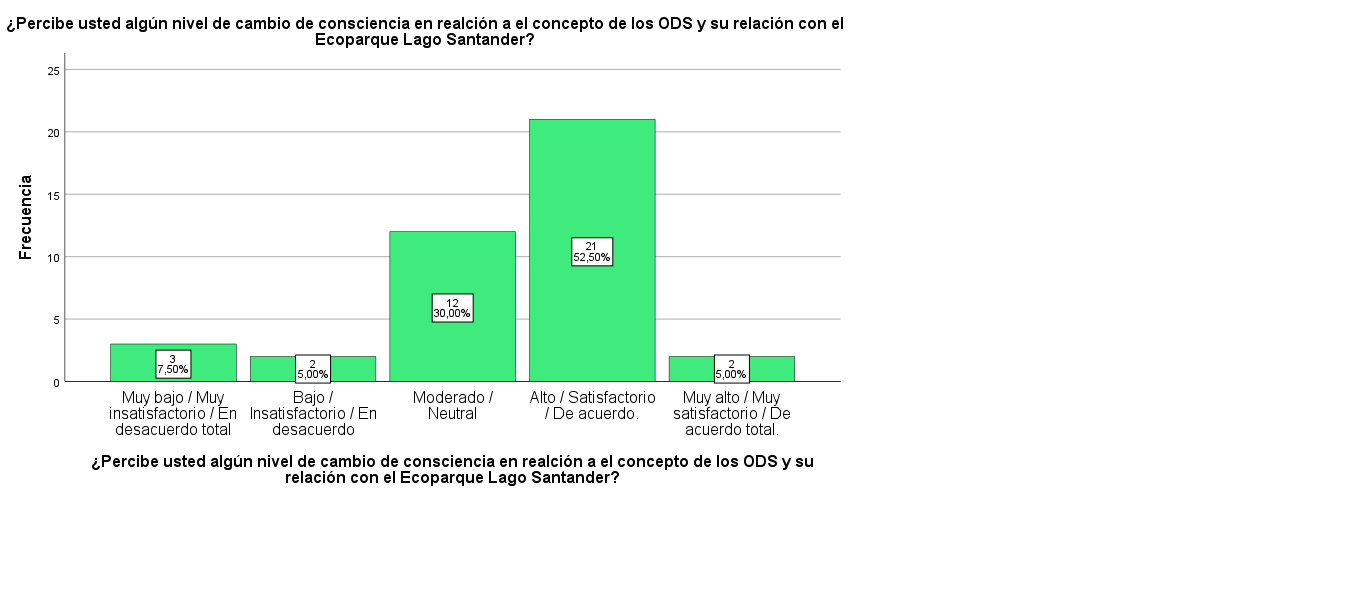 ¿Percibe usted algún nivel de cambio de consciencia en realción a el concepto de los ODS y su relación con el
Ecoparque Lago Santander?
Frecuencia
25
20
15
10
5
0
3
7,50%
2
5,00%
12
30,00%
21
52,50%
2
5,00%
Muy bajo / Muy
insatisfactorio / En
desacuerdo total
Bajo /
Insatisfactorio / En
desacuerdo
Moderado /
Neutral
Alto / Satisfactorio
/ De acuerdo.
Muy alto / Muy
satisfactorio / De
acuerdo total.
¿Percibe usted algún nivel de cambio de consciencia en realción a el concepto de los ODS y su
relación con el Ecoparque Lago Santander?